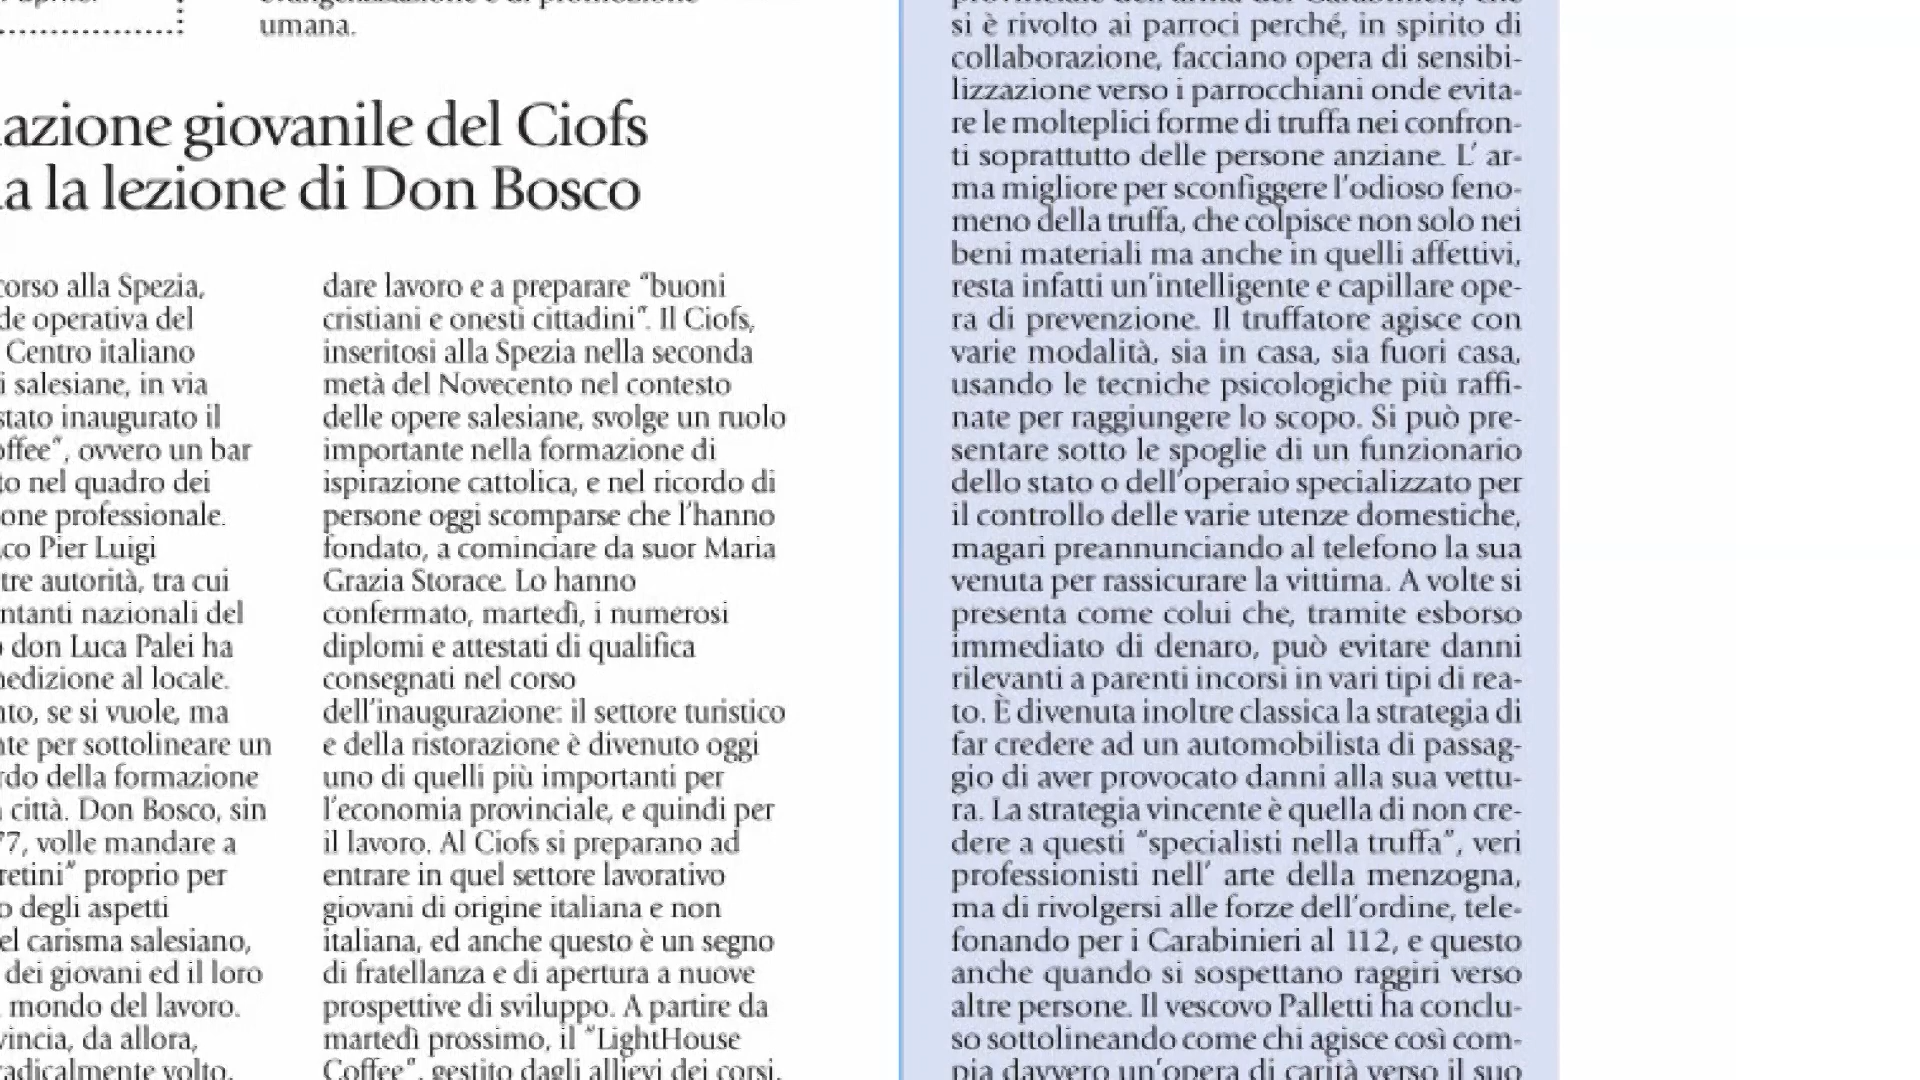 umana.
azione giovanile del Ciofs
a la lezione di Don Bosco
corso alla Spezia,
de operativa del
Centro italiano
i salesiane, in via
stato inaugurato il
offee”, ovvero un bar
to nel quadro dei
one professionale.
co Pier Luigi
tre autorità, tra cui
ntanti nazionali del
don Luca Palei ha
nedizione al locale.
nto, se si vuole, ma
nte per sottolineare un
rdo della formazione
città. Don Bosco, sin
77, volle mandare a
retini” proprio per
o degli aspetti
el carisma salesiano,
dei giovani ed il loro
mondo del lavoro.
vincia, da allora,
adicalmente volto.
dare lavoro e a preparare “buoni
cristiani e onesti cittadini”. Il Ciofs,
inseritosi alla Spezia nella seconda
metà del Novecento nel contesto
delle opere salesiane, svolge un ruolo
importante nella formazione di
ispirazione cattolica, e nel ricordo di
persone oggi scomparse che l’hanno
fondato, a cominciare da suor Maria
Grazia Storace. Lo hanno
confermato, martedì, i numerosi
diplomi e attestati di qualifica
consegnati nel corso
dell’inaugurazione: il settore turistico
e della ristorazione è divenuto oggi
uno di quelli più importanti per
l’economia provinciale, e quindi per
il lavoro. Al Ciofs si preparano ad
entrare in quel settore lavorativo
giovani di origine italiana e non
italiana, ed anche questo è un segno
di fratellanza e di apertura a nuove
prospettive di sviluppo. A partire da
martedì prossimo, il “LightHouse
Coffee”, gestito dagli allievi dei corsi,
si è rivolto ai parroci perché, in spirito di
collaborazione, facciano opera di sensibi-
lizzazione verso i parrocchiani onde evita-
re le molteplici forme di truffa nei confron-
ti soprattutto delle persone anziane. L’ ar-
ma migliore per sconfiggere l’odioso feno-
meno della truffa, che colpisce non solo nei
beni materiali ma anche in quelli affettivi,
resta infatti un’intelligente e capillare ope-
ra di prevenzione. Il truffatore agisce con
varie modalità, sia in casa, sia fuori casa,
usando le tecniche psicologiche più raffi-
nate per raggiungere lo scopo. Si può pre-
sentare sotto le spoglie di un funzionario
dello stato o dell’operaio specializzato per
il controllo delle varie utenze domestiche,
magari preannunciando al telefono la sua
venuta per rassicurare la vittima. A volte si
presenta come colui che, tramite esborso
immediato di denaro, può evitare danni
rilevanti a parenti incorsi in vari tipi di rea-
to. È divenuta inoltre classica la strategia di
far credere ad un automobilista di passag-
gio di aver provocato danni alla sua vettu-
ra. La strategia vincente è quella di non cre-
dere a questi “specialisti nella truffa”, veri
professionisti nell’ arte della menzogna,
ma di rivolgersi alle forze dell’ordine, tele-
fonando per i Carabinieri al 112, e questo
anche quando si sospettano raggiri verso
altre persone. Il vescovo Palletti ha conclu-
so sottolineando come chi agisce così com-
pia davvero un’opera di carità verso il suo